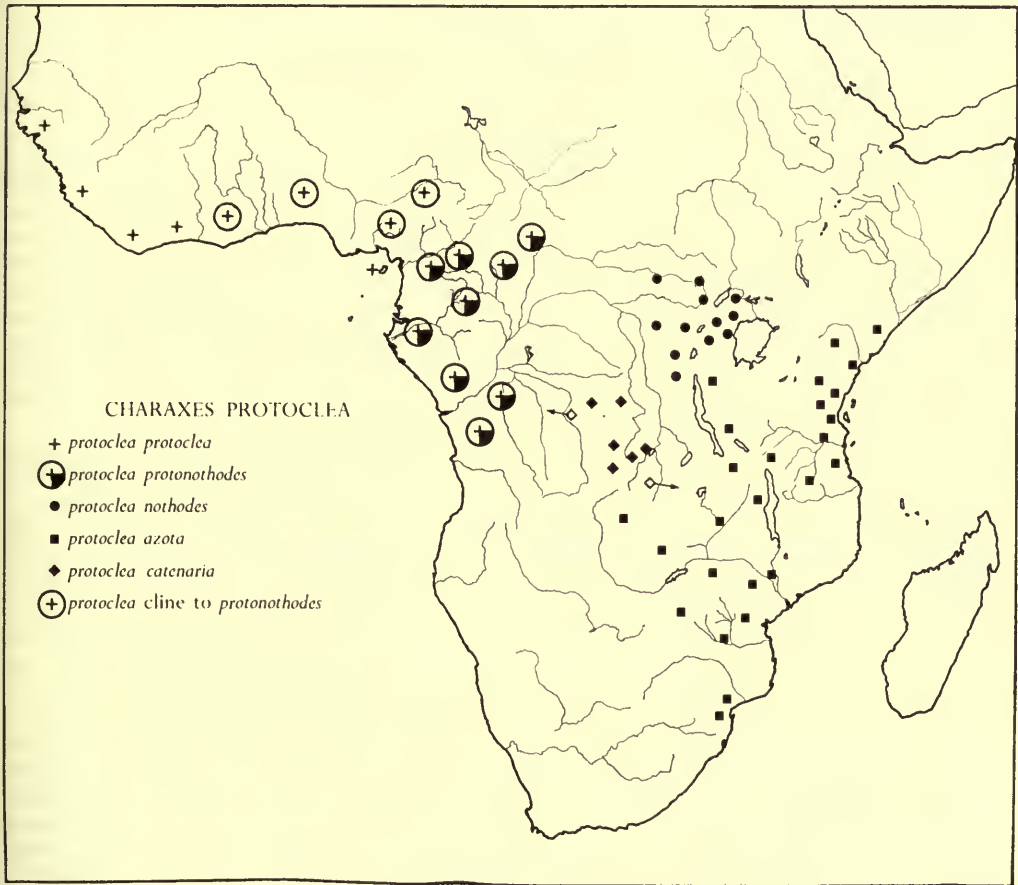 CHARAXES PROTOCLEA
protoclea protoclea
protoclea protonothodes
protoclea nothodes
protoclea azota
protoclea catenaria
protoclea cline to protonothodes